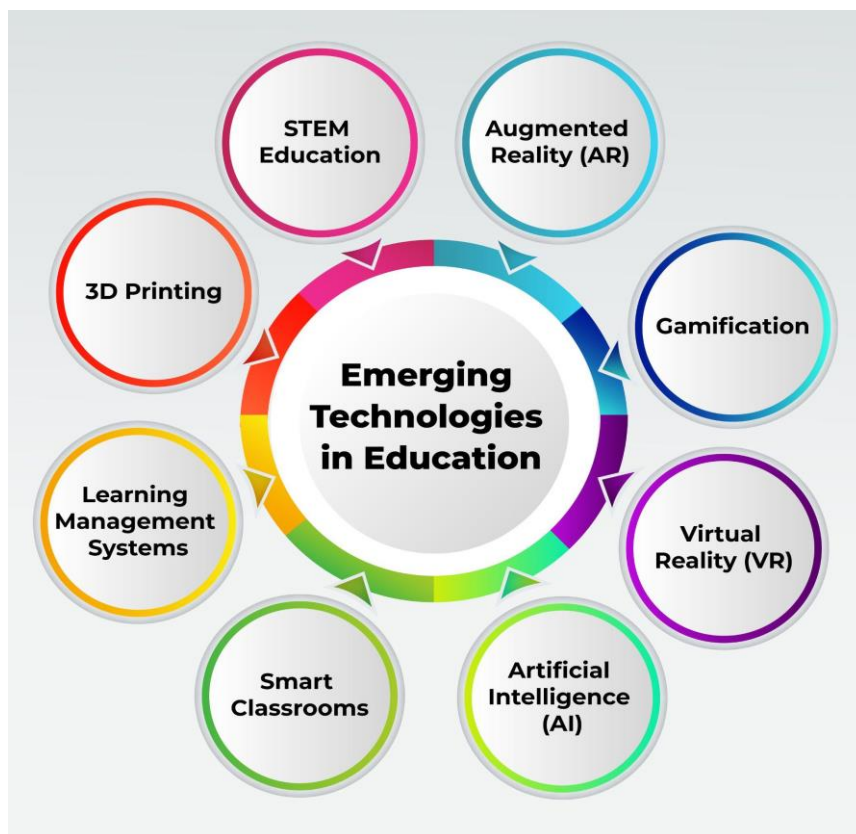 STEM
Education
Augmented
Reality (AR)
3D Printing
Gamification
Emerging
Technologies
in Education
Learning
Management
Systems
Virtual
Reality (VR)
Smart
Classrooms
Artificial
Intelligence
(AI)